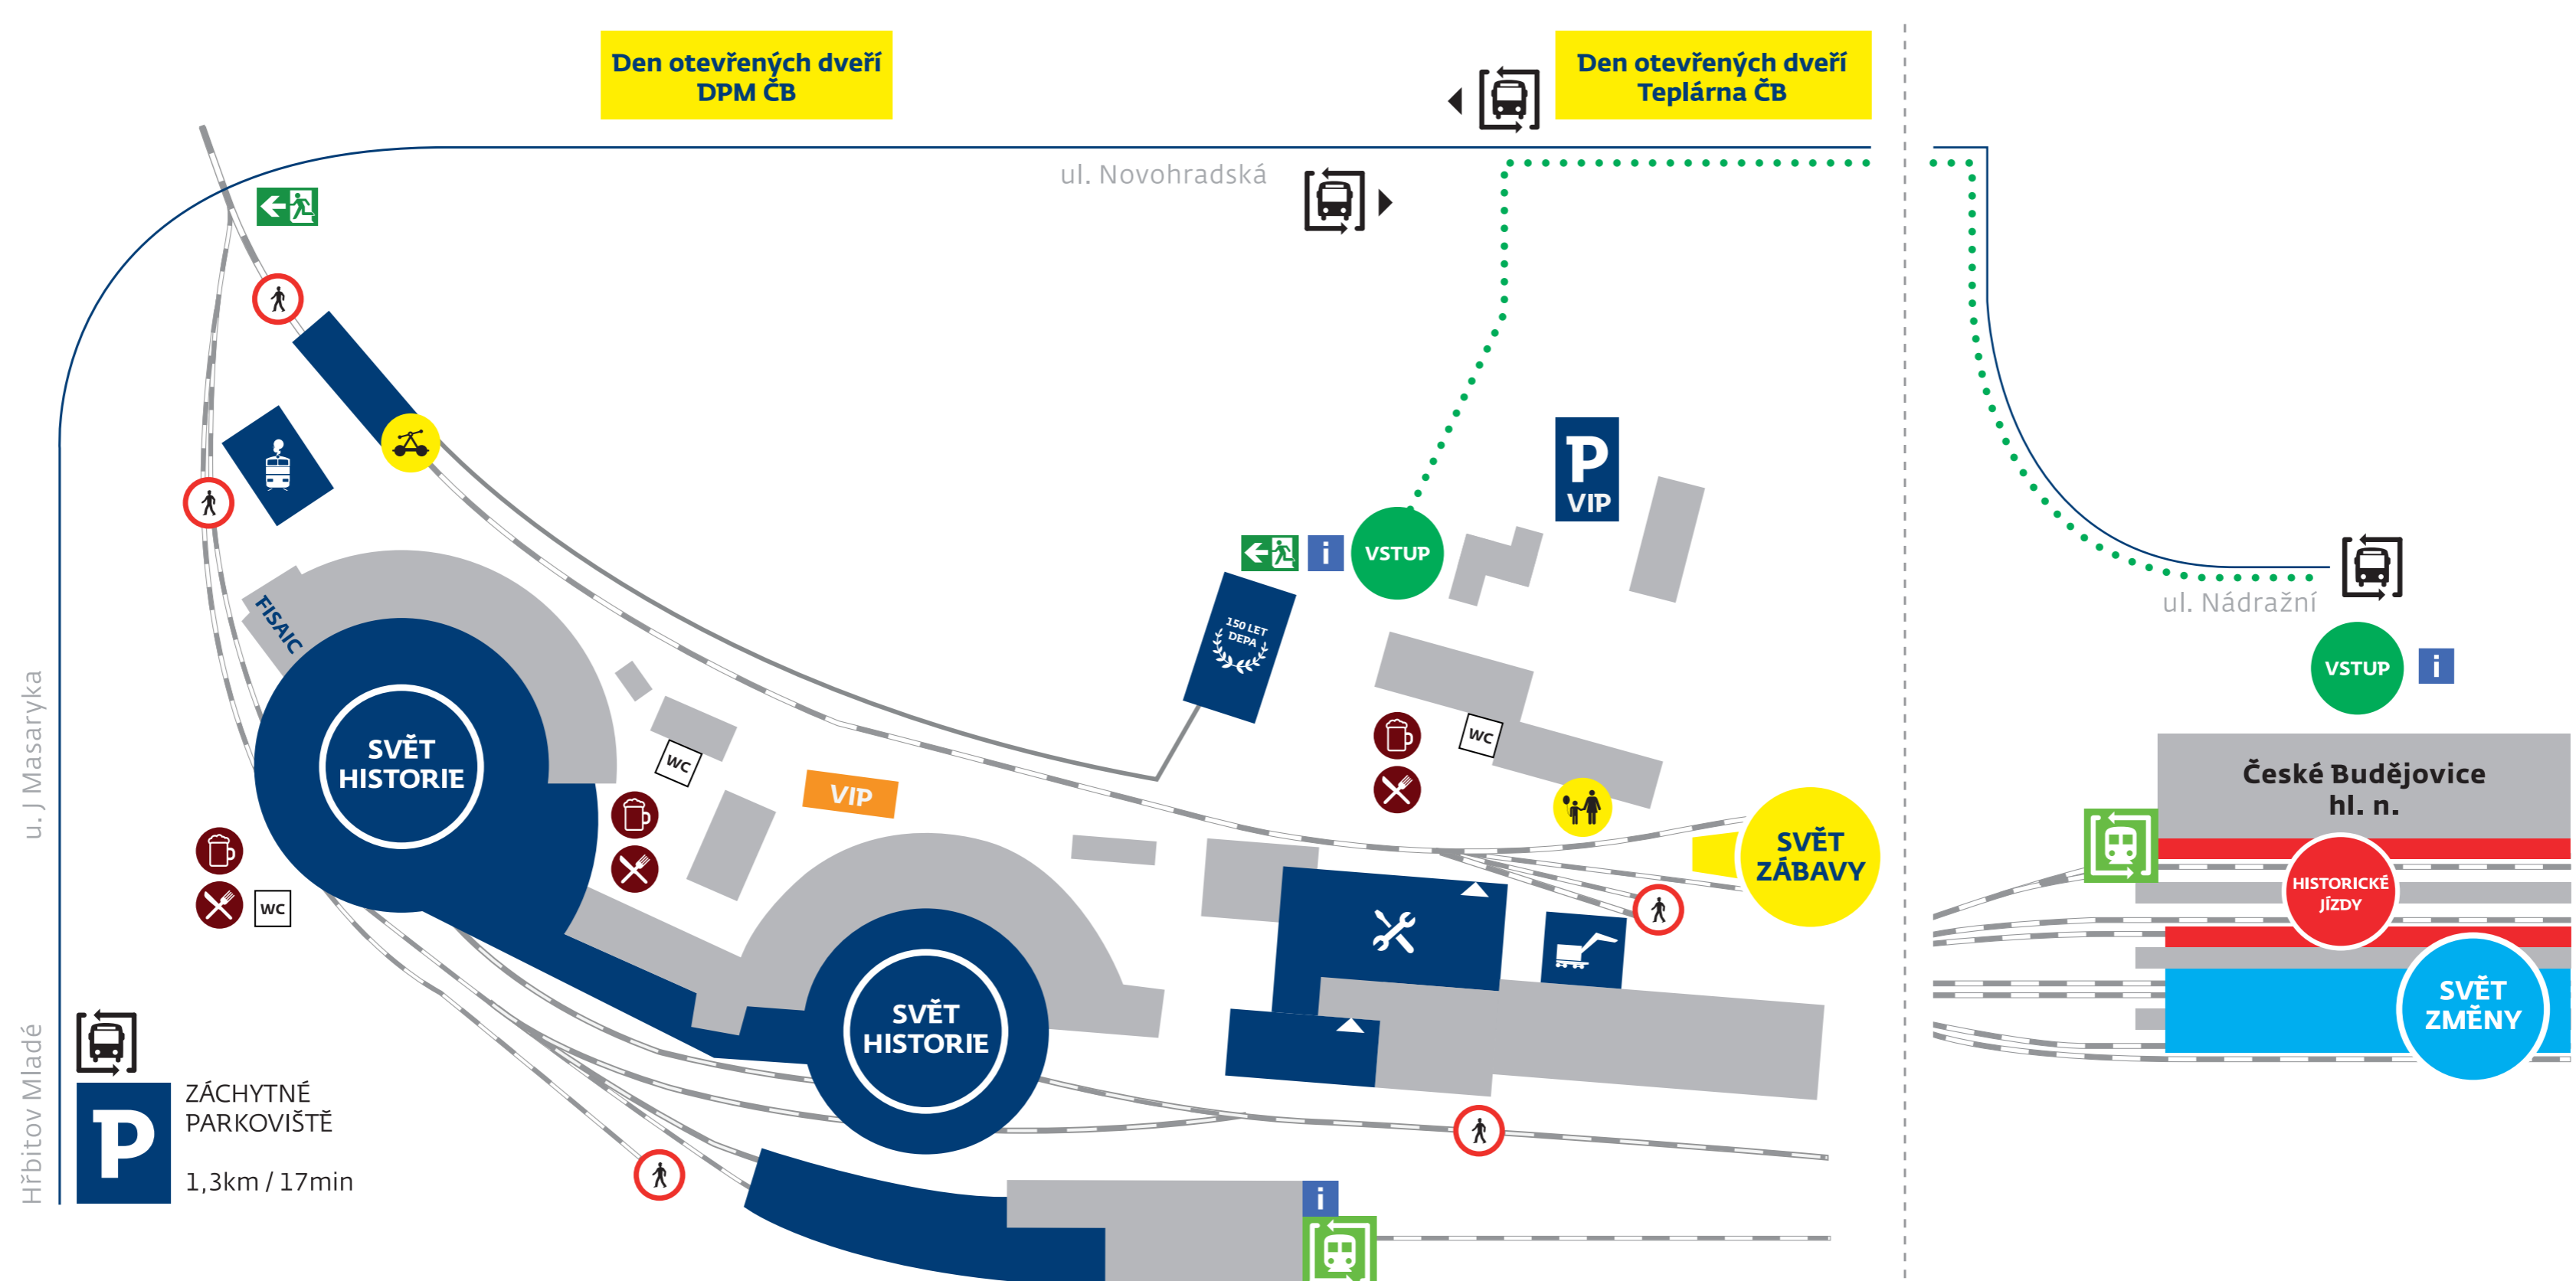 Den otevřených dveří
DPM ČB
Den otevřených dveří
Teplárna ČB
ul. Novohradská
P
VIP
i
VSTUP
150 LET
DEPA
FISAIC
SVĚT
HISTORIE
WC
VIP
WC
SVĚT
ZÁBAVY
WC
SVĚT
HISTORIE
u. J Masaryka
Hřbitov Mladé
P
ZÁCHYTNÉ
PARKOVIŠTĚ
1,3km / 17min
i
ul. Nádražní
VSTUP
i
České Budějovice
hl. n.
HISTORICKÉ
JÍZDY
SVĚT
ZMĚNY